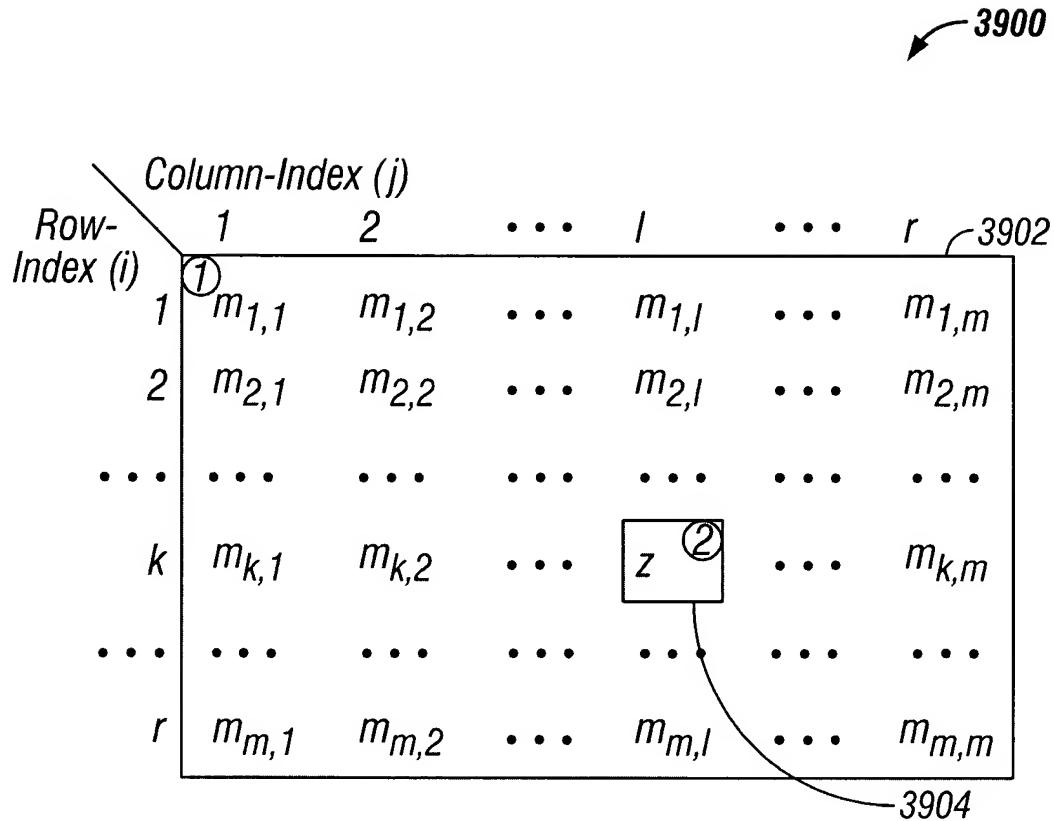 3900
Column-Index (j)
Row-Index (i)
1 2 ••• l ••• r 3902
①
1 m1,1 m1,2 ••• m1,l ••• m1,m
2 m2,1 m2,2 ••• m2,l ••• m2,m
••• ••• ••• ••• ••• ••• •••
k mk,1 mk,2 ••• z ② ••• mk,m
••• ••• ••• ••• ••• ••• •••
r mm,1 mm,2 ••• mm,l ••• mm,m
3904